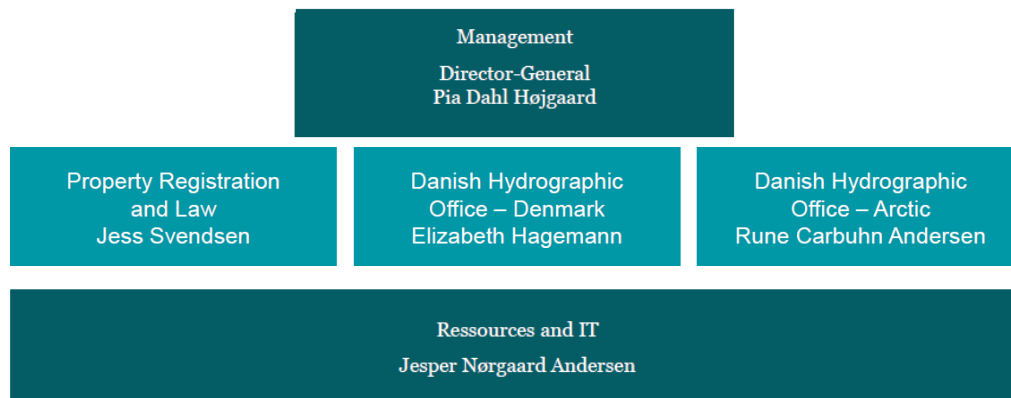 Management
Director-General
Pia Dahl Højgaard
Property Registration
and Law
Jess Svendsen
Danish Hydrographic
Office – Denmark
Elizabeth Hagemann
Danish Hydrographic
Office – Arctic
Rune Carbuhn Andersen
Ressources and IT
Jesper Nørgaard Andersen